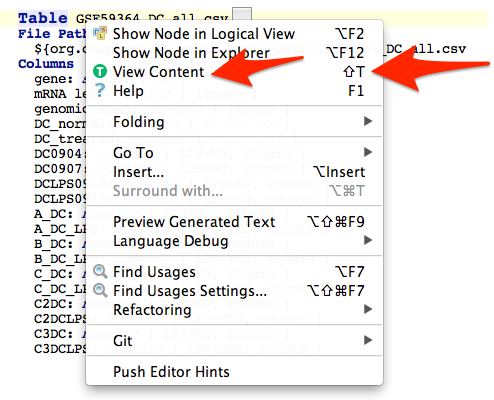 Table GSE59364_DC_all.csv ...
File Path
${org.c G 64_DC_all.csv
Columns
Show Node in Logical View ⌥F2
Show Node in Explorer ⌥F12
View Content ⇧T
Help F1
gene:
mRNA le
genomic
Folding
DC_norm
DC_trea
DC0904:
Go To
DC0907:
Insert... ⌥Insert
DCLPS09
Surround with... ⌥⌘T
DCLPS09
A_DC:
Preview Generated Text ⌥⇧⌘F9
A_DC_LP
Language Debug
B_DC:
B_DC_LP
Find Usages ⌥F7
C_DC:
Find Usages Settings... ⌥⇧⌘F7
C_DC_LP
Refactoring
C2DC:
C2DCLPS
Git
C3DC:
C3DCLPS
Push Editor Hints